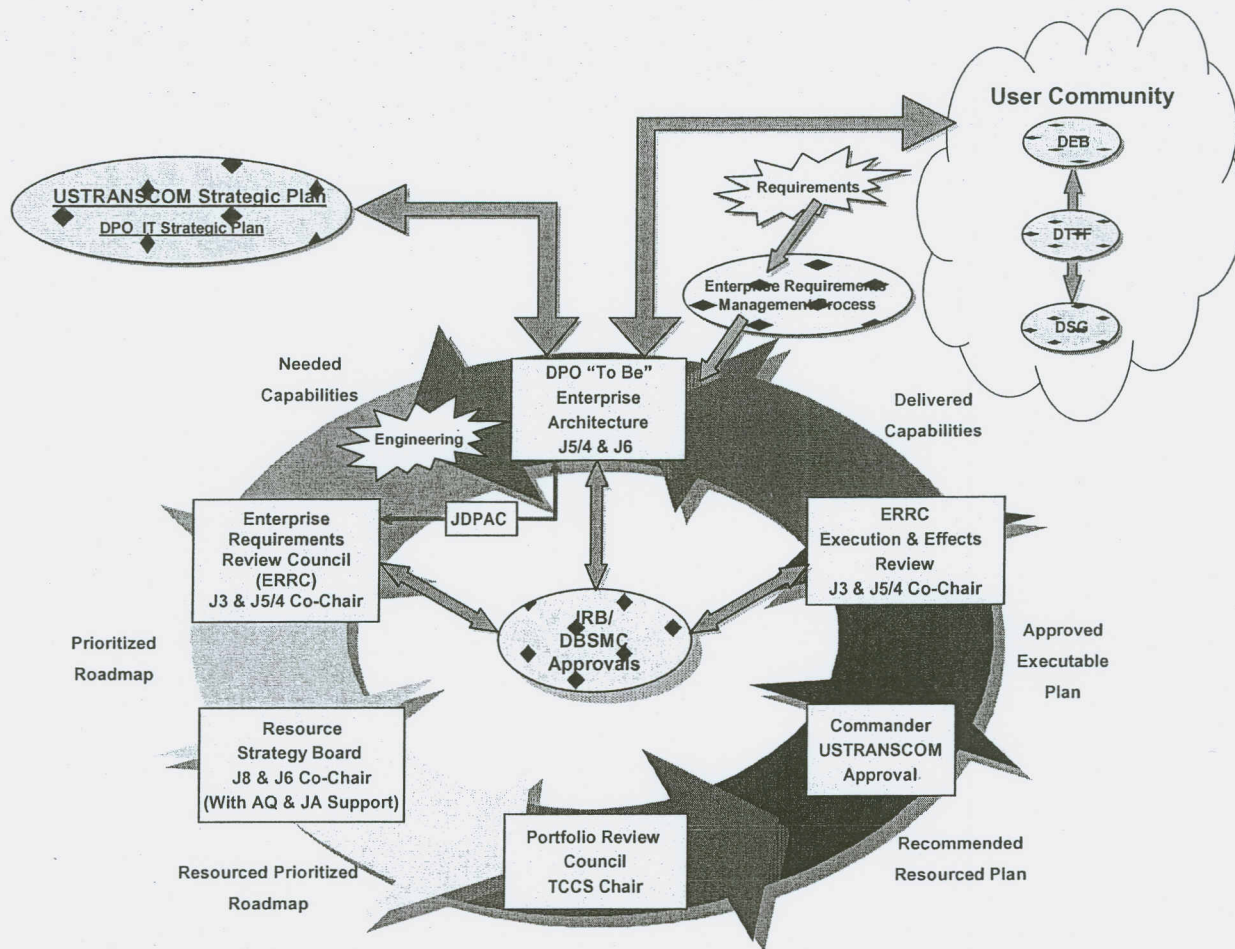 User Community
DEB
DTTF
DSG
Requirements
Enterprise Requirements
Management Process
USTRANSCOM Strategic Plan
DPO IT Strategic Plan
Needed
Capabilities
DPO “To Be”
Enterprise
Architecture
J5/4 & J6
Delivered
Capabilities
Engineering
JDPAC
Enterprise
Requirements
Review Council
(ERRC)
J3 & J5/4 Co-Chair
ERRC
Execution & Effects
Review
J3 & J5/4 Co-Chair
IRB/
DBSMC
Approvals
Prioritized
Roadmap
Approved
Executable
Plan
Resource
Strategy Board
J8 & J6 Co-Chair
(With AQ & JA Support)
Commander
USTRANSCOM
Approval
Portfolio Review
Council
TCCS Chair
Resourced Prioritized
Roadmap
Recommended
Resourced Plan